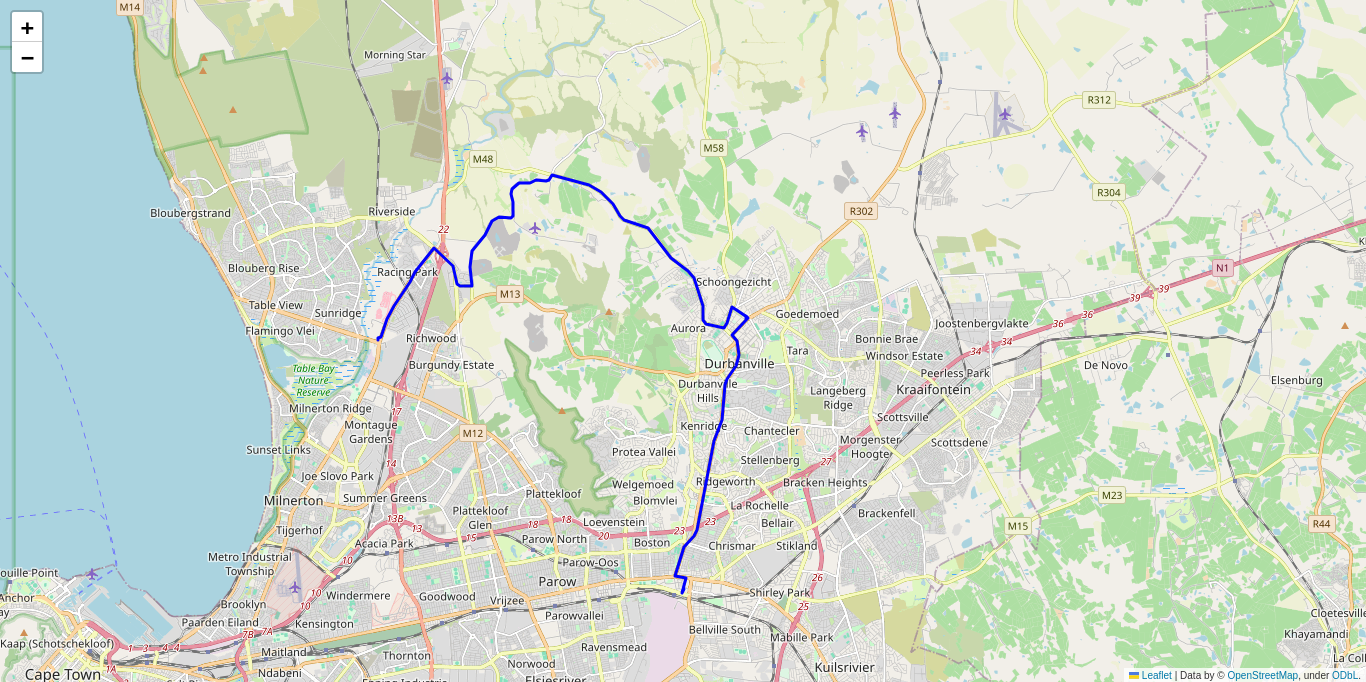 +
−
M14
Morning Star
M48
M58
R312
R304
Bloubergstrand
Riverside
R302
22
Blouberg Rise
Racing Park
N1
Schoongezicht
M13
Table View
Sunridge
Goedemoed
39
39
36
36
Joostenbergvlakte
Flamingo Vlei
Aurora
Richwood
Bonnie Brae
34
34
Tara
Windsor Estate
Burgundy Estate
Durbanville
De Novo
Table Bay
Nature
Reserve
Peerless Park
Elsenburg
Durbanville
Hills
Langeberg
Ridge
Kraaifontein
Milnerton Ridge
17
Scottsville
Montague
Gardens
Kenridge
Chantecler
M12
Morgenster
Hoogte
Scottsdene
Sunset Links
Protea Vallei
14
Stellenberg
27
Joe Slovo Park
Welgemoed
Ridgeworth
Bracken Heights
Plattekloof
Summer Greens
M23
Milnerton
Blomvlei
La Rochelle
Plattekloof
Glen
Brackenfell
13B
13
18
18
Loevenstein
23
23
Bellair
M15
R44
Tijgerhof
15
Parow North
20
Acacia Park
Boston
Chrismar
Stikland
Metro Industrial
Township
10
Parow-Oos
ouille Point
Parow
26
Anchor
Windermere
Goodwood
Shirley Park
ay
Brooklyn
10
Vrijzee
25
Cloetesville
Paarden Eiland
Kensington
10
Parowvallei
Bellville South
7B
7A
Mabille Park
Khayamandi
Kaap (Schotschekloof)
1
3
4
4
Maitland
Ravensmead
Thornton
Norwood
Kuilsrivier
1A
Cape Town
Ndabeni
Elsiesrivier
Leaflet | Data by © OpenStreetMap, under ODbL.